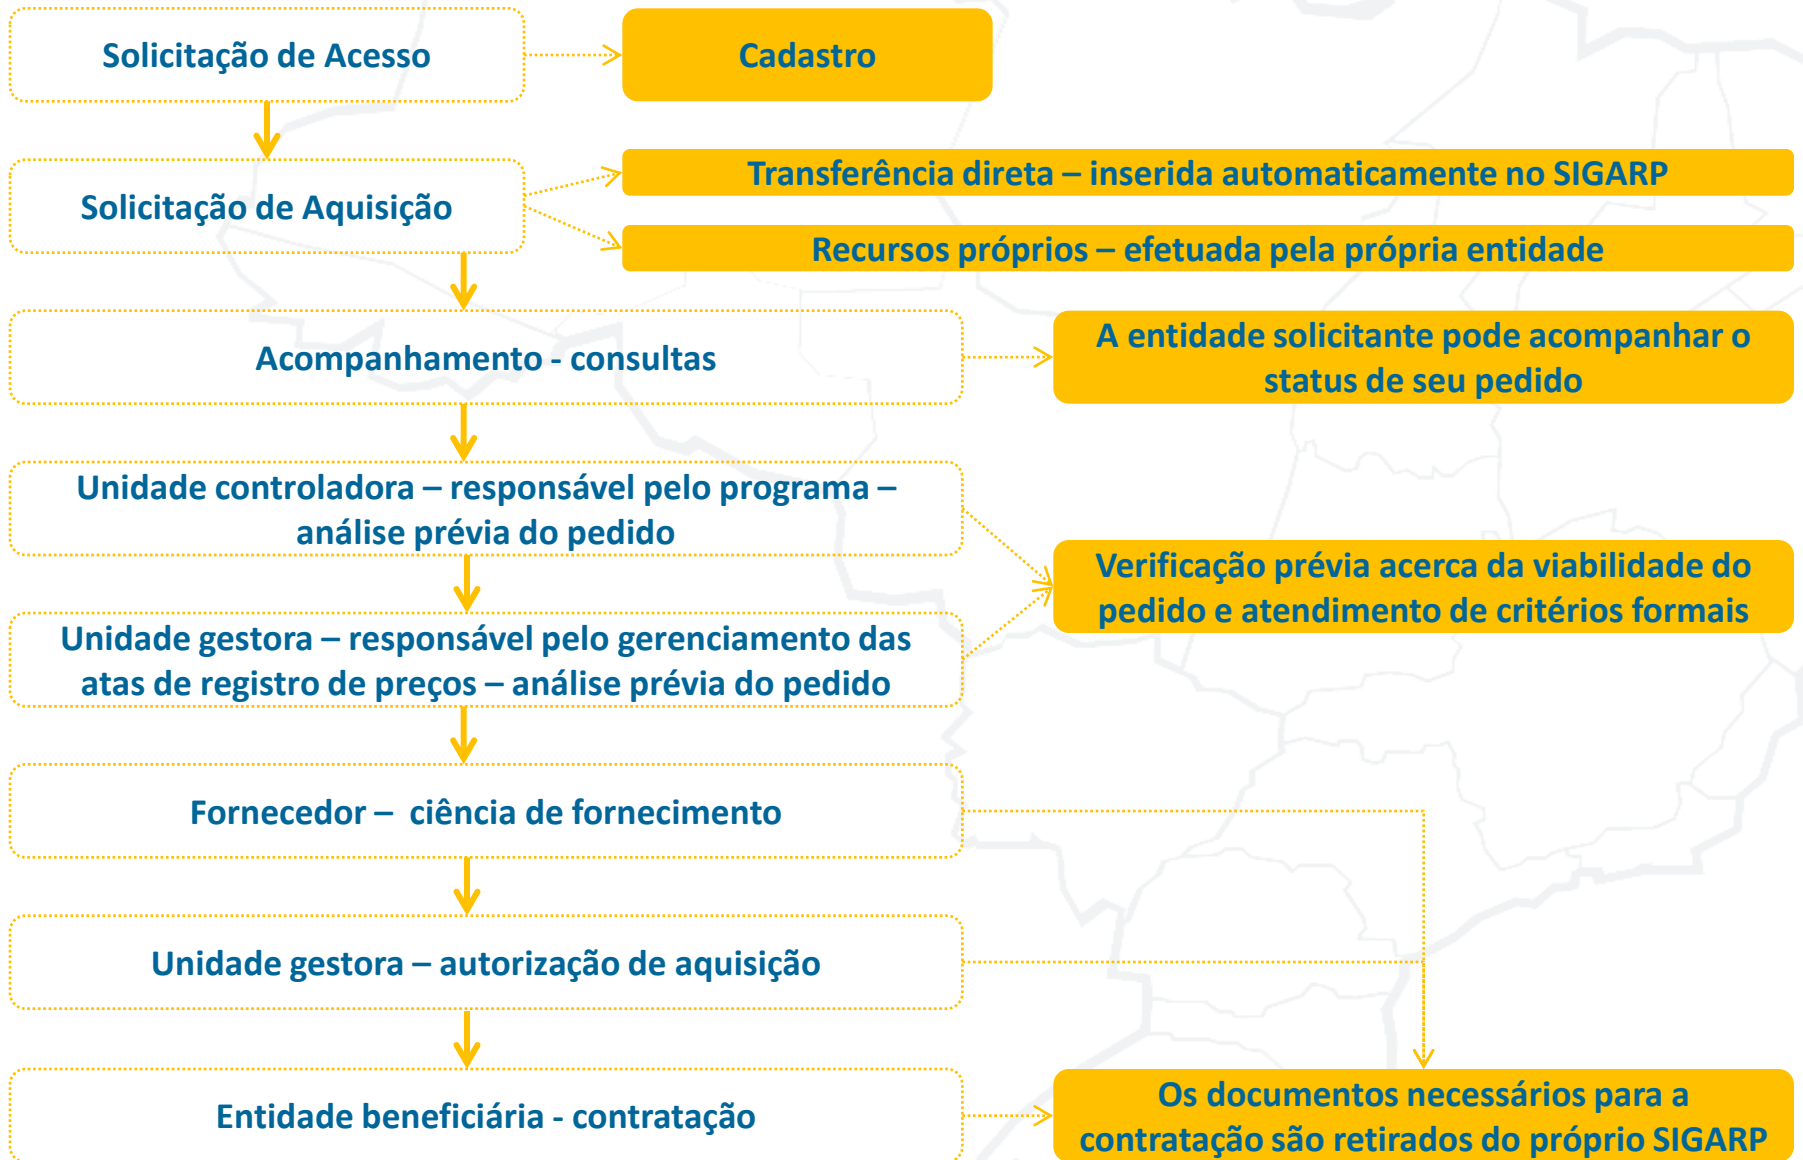 Solicitação de Acesso
Cadastro
Solicitação de Aquisição
Transferência direta – inserida automaticamente no SIGARP
Recursos próprios – efetuada pela própria entidade
Acompanhamento - consultas
A entidade solicitante pode acompanhar o
status de seu pedido
Unidade controladora – responsável pelo programa –
análise prévia do pedido
Verificação prévia acerca da viabilidade do
pedido e atendimento de critérios formais
Unidade gestora – responsável pelo gerenciamento das
atas de registro de preços – análise prévia do pedido
Fornecedor – ciência de fornecimento
Unidade gestora – autorização de aquisição
Entidade beneficiária - contratação
Os documentos necessários para a
contratação são retirados do próprio SIGARP